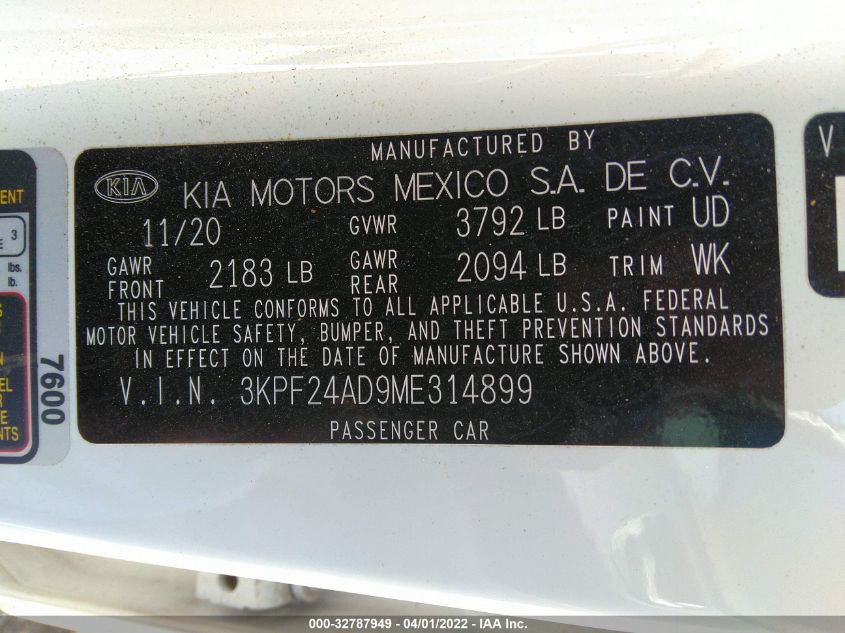 MANUFACTURED BY
KIA KIA MOTORS MEXICO S.A. DE C.V.
11/20 GVWR 3792 LB PAINT UD
GAWR FRONT 2183 LB GAWR REAR 2094 LB TRIM WK
THIS VEHICLE CONFORMS TO ALL APPLICABLE U.S.A. FEDERAL
MOTOR VEHICLE SAFETY, BUMPER, AND THEFT PREVENTION STANDARDS
IN EFFECT ON THE DATE OF MANUFACTURE SHOWN ABOVE.
V.I.N. 3KPF24AD9ME314899
PASSENGER CAR
3
lbs.
lb.
7600
V
000-32787949 - 04/01/2022 - IAA Inc.